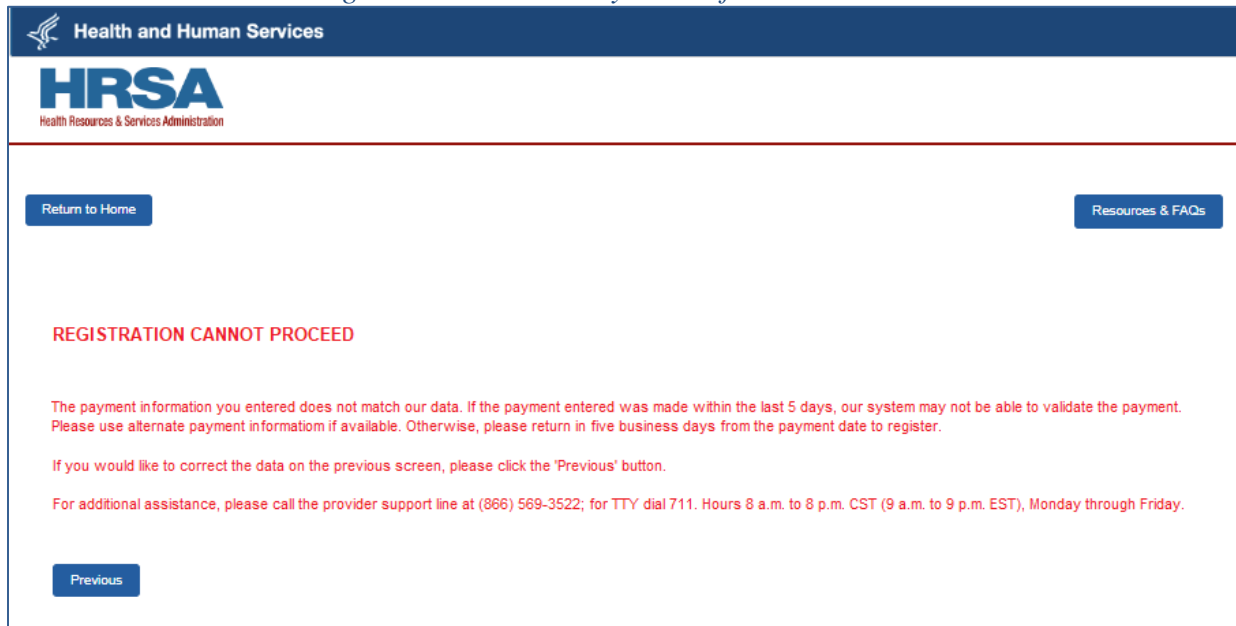 Health and Human Services
HRSA
Health Resources & Services Administration
Return to Home
Resources & FAQs
REGISTRATION CANNOT PROCEED
The payment information you entered does not match our data. If the payment entered was made within the last 5 days, our system may not be able to validate the payment.
Please use alternate payment informatiom if available. Otherwise, please return in five business days from the payment date to register.
If you would like to correct the data on the previous screen, please click the 'Previous' button.
For additional assistance, please call the provider support line at (866) 569-3522; for TTY dial 711. Hours 8 a.m. to 8 p.m. CST (9 a.m. to 9 p.m. EST), Monday through Friday.
Previous